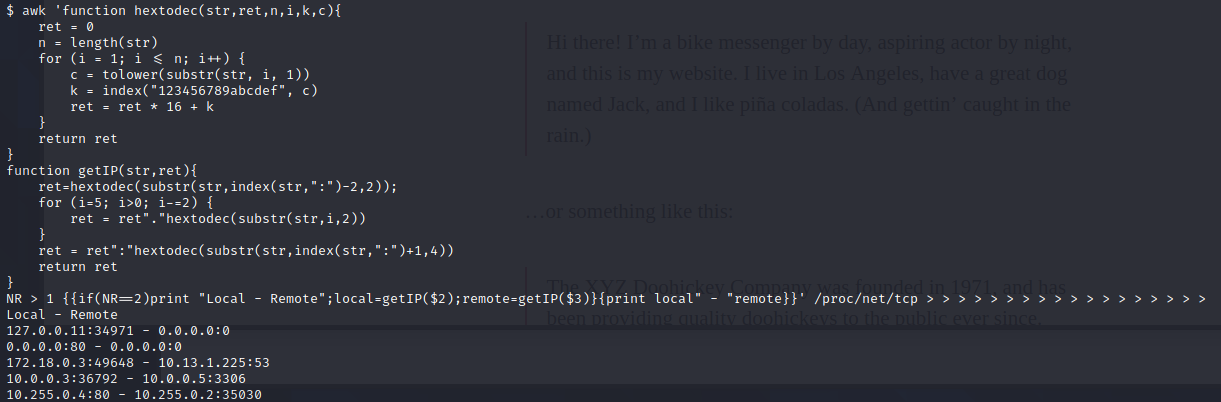 $ awk 'function hextodec(str,ret,n,i,k,c){
    ret = 0
    n = length(str)
    for (i = 1; i <= n; i++) {
        c = tolower(substr(str, i, 1))
        k = index("123456789abcdef", c)
        ret = ret * 16 + k
    }
    return ret
}
function getIP(str,ret){
    ret=hextodec(substr(str,index(str,":")-2,2));
    for (i=5; i>0; i-=2) {
        ret = ret"."hextodec(substr(str,i,2))
    }
    ret = ret":"hextodec(substr(str,index(str,":")+1,4))
    return ret
}
NR > 1 {{if(NR==2)print "Local - Remote";local=getIP($2);remote=getIP($3)}{print local" - "remote}}' /proc/net/tcp > > > > > > > > > > > > > > > > > >
Local - Remote
127.0.0.11:34971 - 0.0.0.0:0
0.0.0.0:80 - 0.0.0.0:0
172.18.0.3:49648 - 10.13.1.225:53
10.0.0.3:36792 - 10.0.0.5:3306
10.255.0.4:80 - 10.255.0.2:35030
Hi there! I'm a bike messenger by day, aspiring actor by night,
and this is my website. I live in Los Angeles, have a great dog
named Jack, and I like piña coladas. (And gettin' caught in the
rain.)
…or something like this:
The XYZ Doohickey Company was founded in 1971, and has
been providing quality doohickeys to the public ever since.